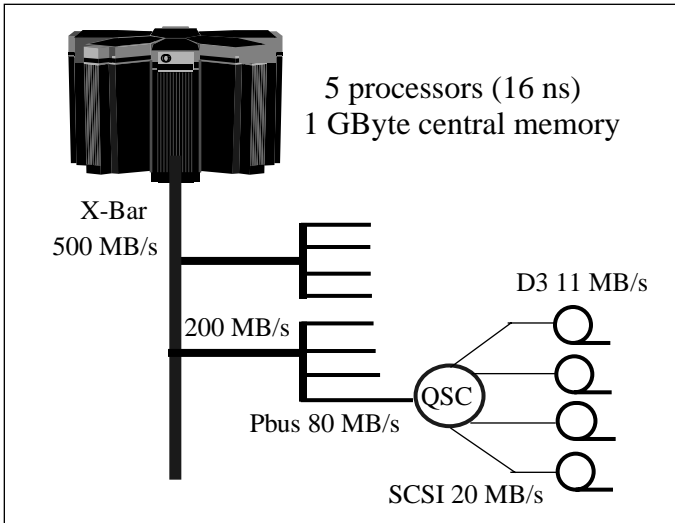 5 processors (16 ns)
1 GByte central memory
X-Bar
500 MB/s
D3 11 MB/s
200 MB/s
QSC
Pbus 80 MB/s
SCSI 20 MB/s